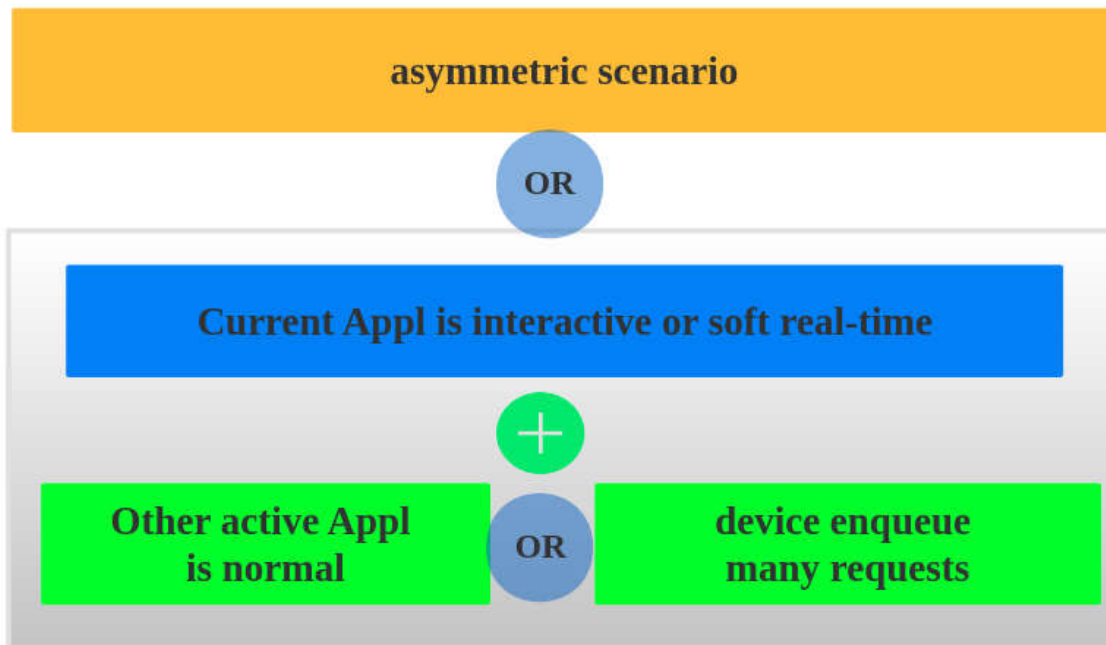 asymmetric scenario
OR
Current Appl is interactive or soft real-time
+
Other active Appl
is normal
OR
device enqueue
many requests